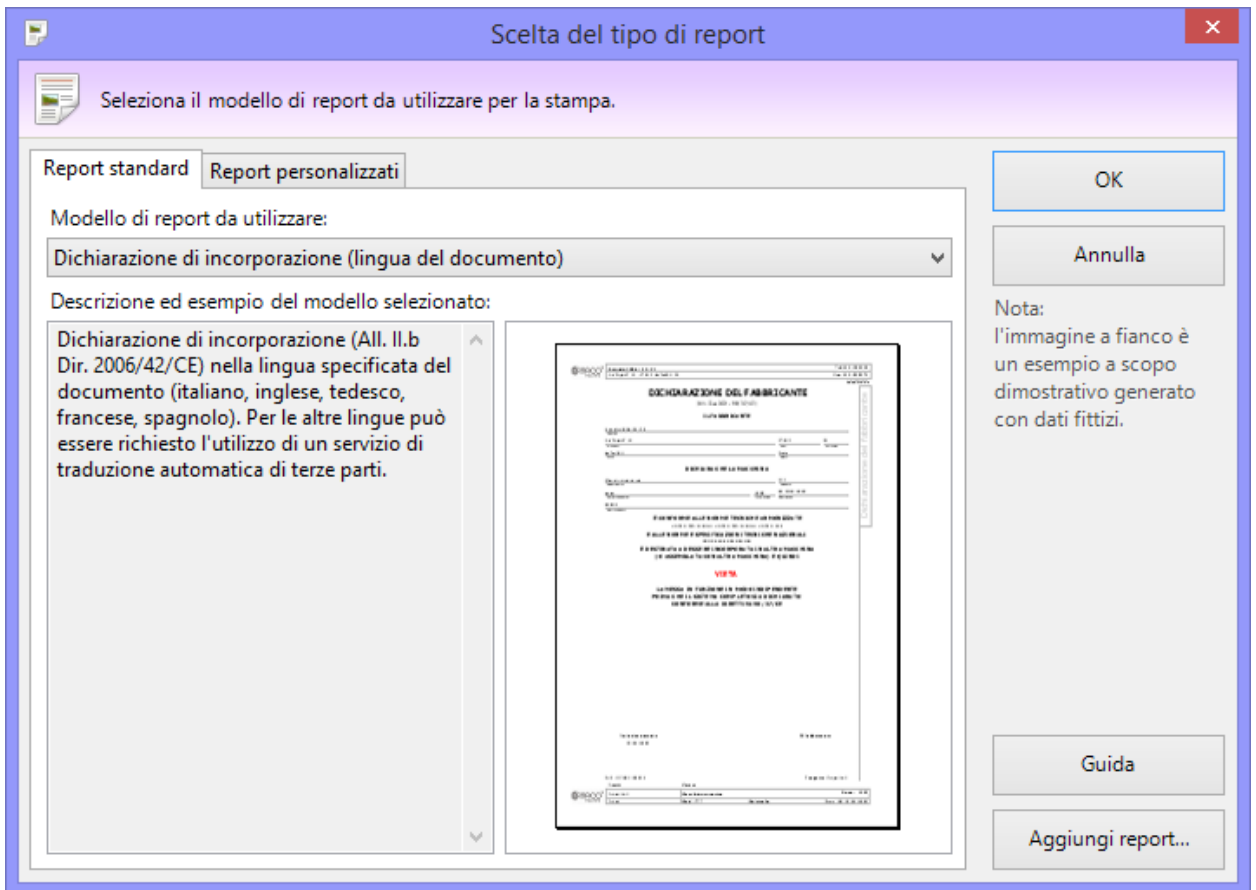 Scelta del tipo di report
Seleziona il modello di report da utilizzare per la stampa.
Report standard
Report personalizzati
Modello di report da utilizzare:
Dichiarazione di incorporazione (lingua del documento)
Descrizione ed esempio del modello selezionato:
Dichiarazione di incorporazione (All. II.b
Dir. 2006/42/CE) nella lingua specificata del
documento (italiano, inglese, tedesco,
francese, spagnolo). Per le altre lingue può
essere richiesto l'utilizzo di un servizio di
traduzione automatica di terze parti.
DICHIARAZIONE DEL FABBRICANTE
Dichiarazione del Fabbricante
VIETA
OK
Annulla
Nota:
l'immagine a fianco è
un esempio a scopo
dimostrativo generato
con dati fittizi.
Guida
Aggiungi report...